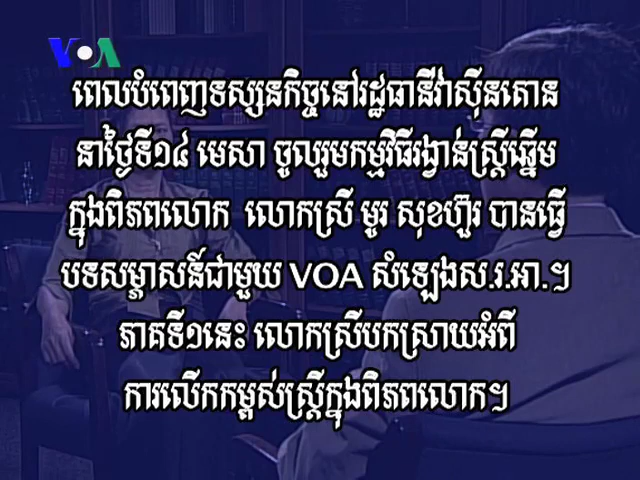 VOA
ពេលបំពេញទស្សនកិច្ចនៅរដ្ឋធានីវ៉ាស៊ីនតោន
នាថ្ងៃទី១៤ មេសា ចូលរួមកម្មវិធីរង្វាន់ស្ត្រីឆ្នើម
ក្នុងពិភពលោក លោកស្រី មូរ សុខហ៊ួរ បានធ្វើ
បទសម្ភាសន៍ជាមួយ VOA សំឡេងស.រ.អា.។
ភាគទី១នេះ លោកស្រីបកស្រាយអំពី
ការលើកកម្ពស់ស្ត្រីក្នុងពិភពលោក។